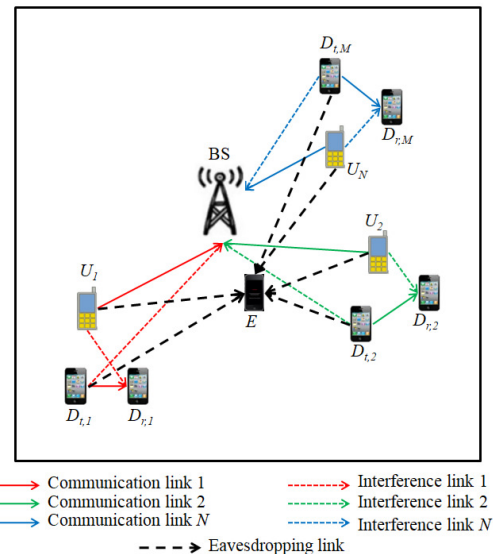 D_{t,M}
D_{r,M}
BS
U_N
U_2
U_1
E
D_{r,2}
D_{t,2}
D_{t,1} D_{r,1}
Communication link 1 Interference link 1
Communication link 2 Interference link 2
Communication link N Interference link N
Eavesdropping link